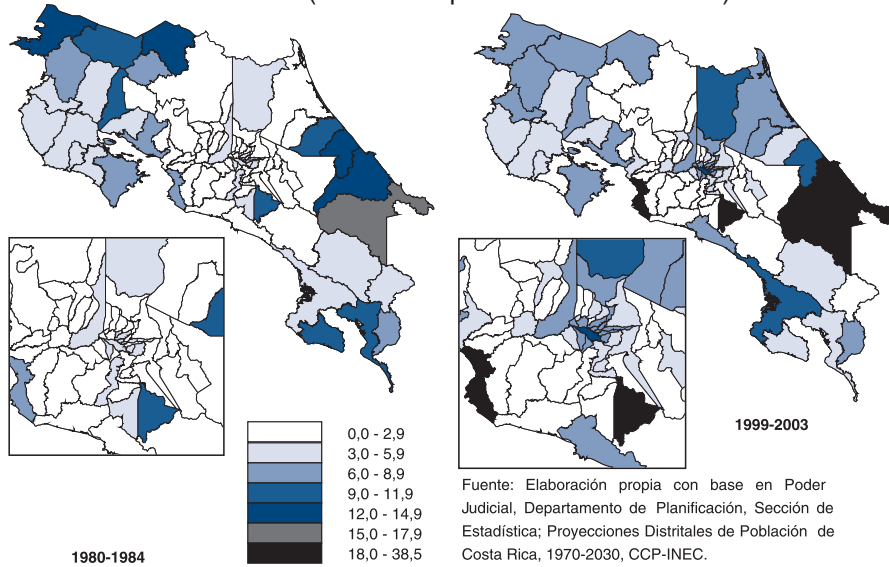 1999-2003
0,0 - 2,9
3,0 - 5,9
6,0 - 8,9
9,0 - 11,9
12,0 - 14,9
15,0 - 17,9
18,0 - 38,5
1980-1984
Fuente: Elaboración propia con base en Poder
Judicial, Departamento de Planificación, Sección de
Estadística; Proyecciones Distritales de Población de
Costa Rica, 1970-2030, CCP-INEC.